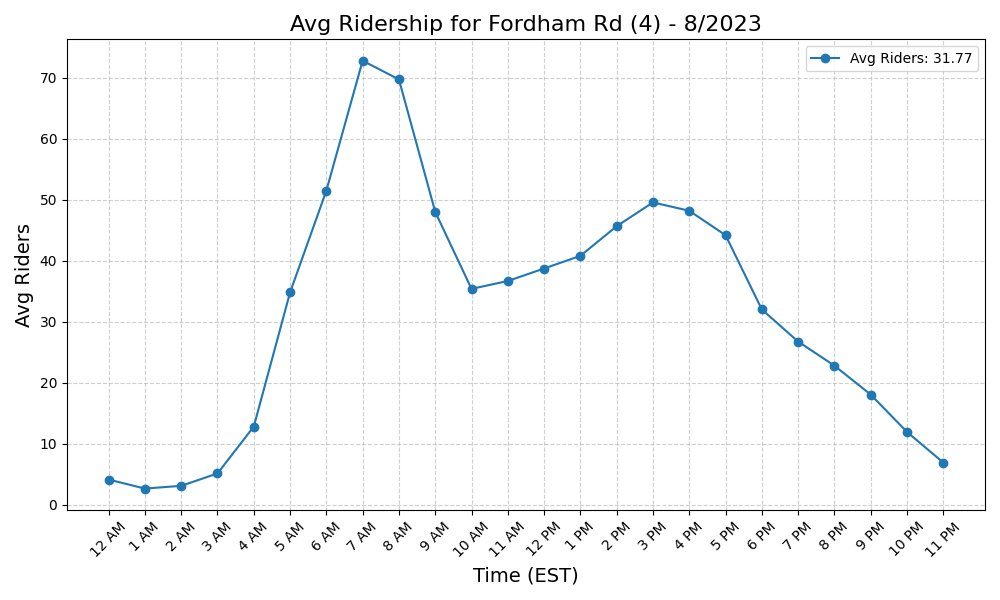 Avg Ridership for Fordham Rd (4) - 8/2023
Avg Riders: 31.77
Avg Riders
70
60
50
40
30
20
10
0
12 AM
1 AM
2 AM
3 AM
4 AM
5 AM
6 AM
7 AM
8 AM
9 AM
10 AM
11 AM
12 PM
1 PM
2 PM
3 PM
4 PM
5 PM
6 PM
7 PM
8 PM
9 PM
10 PM
11 PM
Time (EST)